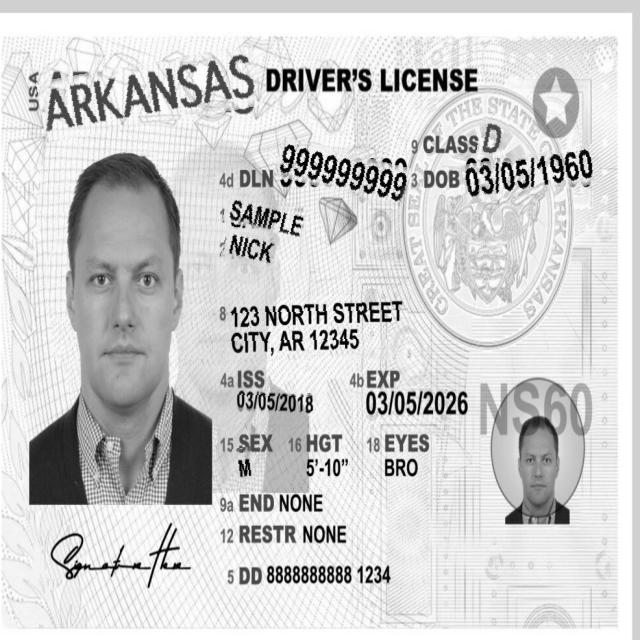 USA
ARKANSAS DRIVER'S LICENSE
9 CLASS D
4d DLN 999999999 3 DOB 03/05/1960
1 SAMPLE
2 NICK
8 123 NORTH STREET
CITY, AR 12345
4a ISS 4b EXP
03/05/2018 03/05/2026
NS60
15 SEX 16 HGT 18 EYES
M 5'-10" BRO
9a END NONE
12 RESTR NONE
5 DD 8888888888 1234
GREAT SEAL OF THE STATE OF ARKANSAS